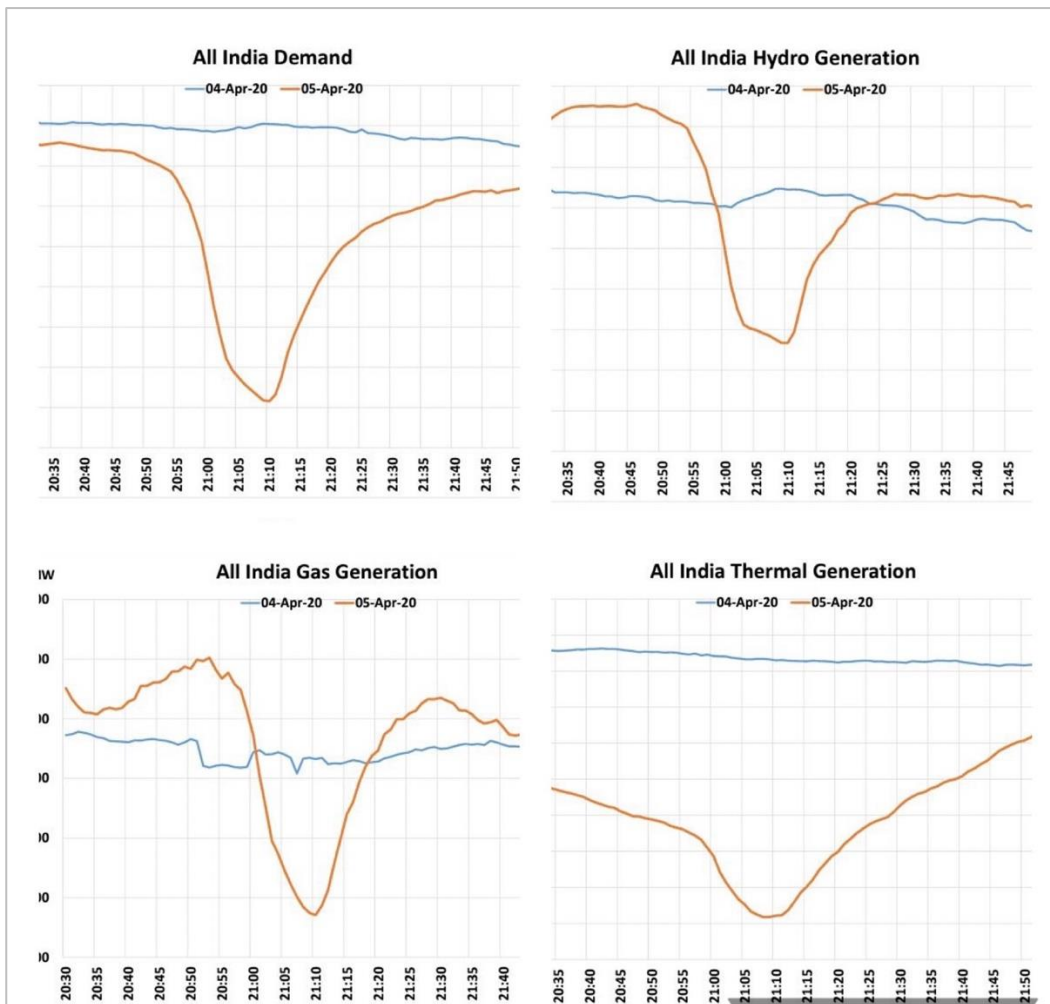 All India Demand
04-Apr-20 05-Apr-20
20:35 20:40 20:45 20:50 20:55 21:00 21:05 21:10 21:15 21:20 21:25 21:30 21:35 21:40 21:45 21:50
All India Hydro Generation
04-Apr-20 05-Apr-20
20:35 20:40 20:45 20:50 20:55 21:00 21:05 21:10 21:15 21:20 21:25 21:30 21:35 21:40 21:45
All India Gas Generation
04-Apr-20 05-Apr-20
20:30 20:35 20:40 20:45 20:50 20:55 21:00 21:05 21:10 21:15 21:20 21:25 21:30 21:35 21:40
All India Thermal Generation
04-Apr-20 05-Apr-20
20:35 20:40 20:45 20:50 20:55 21:00 21:05 21:10 21:15 21:20 21:25 21:30 21:35 21:40 21:45 21:50